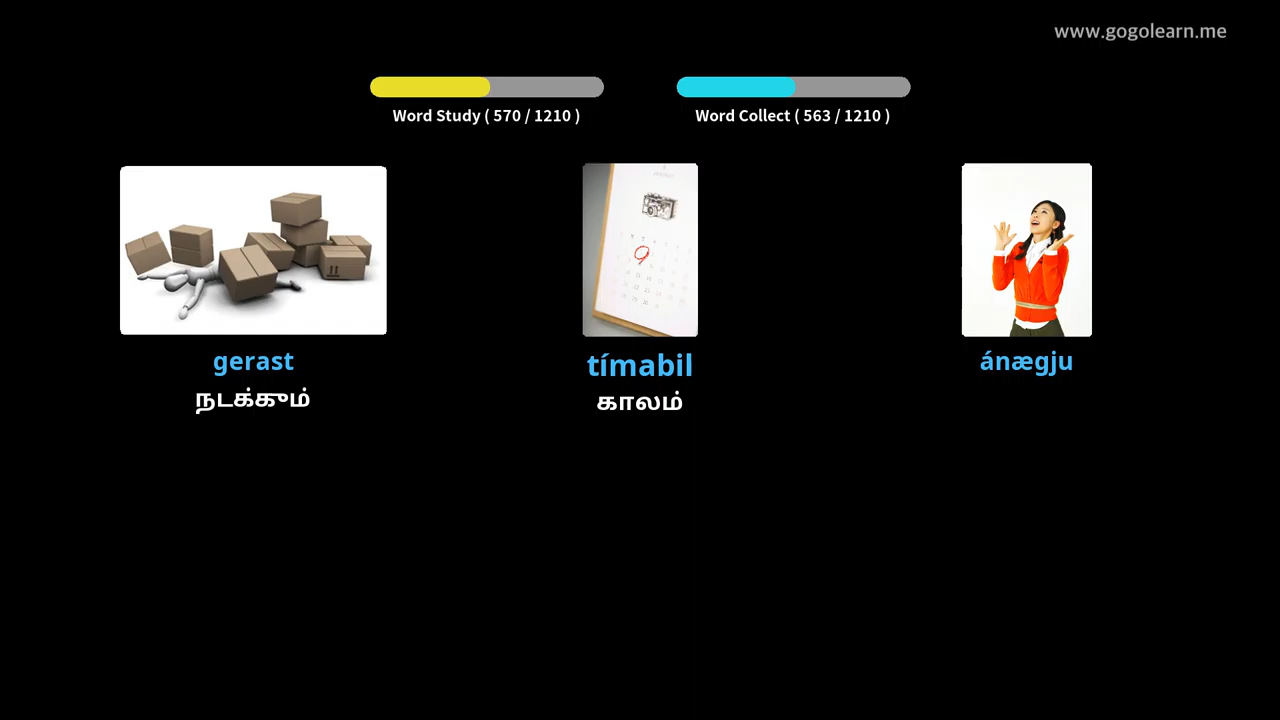 www.gogolearn.me
Word Study ( 570 / 1210 )
Word Collect ( 563 / 1210 )
gerast
நடக்கும்
tímabil
காலம்
ánægju